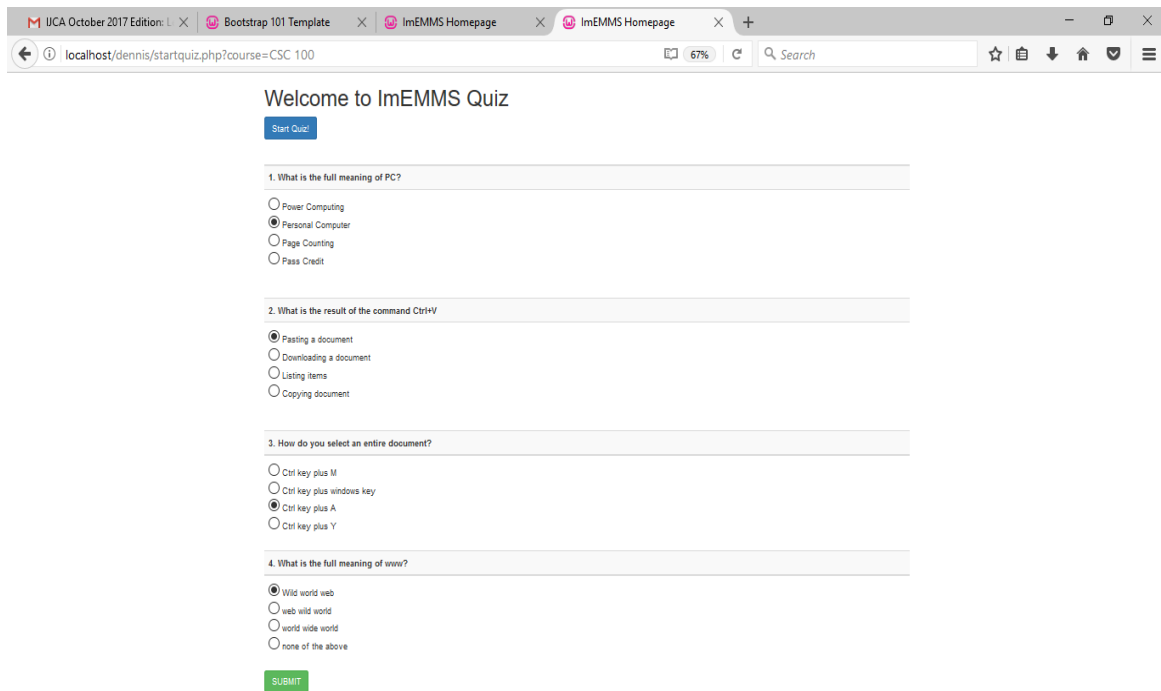 IJCA October 2017 Edition: L
Bootstrap 101 Template
ImEMMS Homepage
ImEMMS Homepage
localhost/dennis/startquiz.php?course=CSC 100
67%
Search
Welcome to ImEMMS Quiz
Start Quiz!
1. What is the full meaning of PC?
Power Computing
Personal Computer
Page Counting
Pass Credit
2. What is the result of the command Ctrl+V
Pasting a document
Downloading a document
Listing items
Copying document
3. How do you select an entire document?
Ctrl key plus M
Ctrl key plus windows key
Ctrl key plus A
Ctrl key plus Y
4. What is the full meaning of www?
Wild world web
web wild world
world wide world
none of the above
SUBMIT